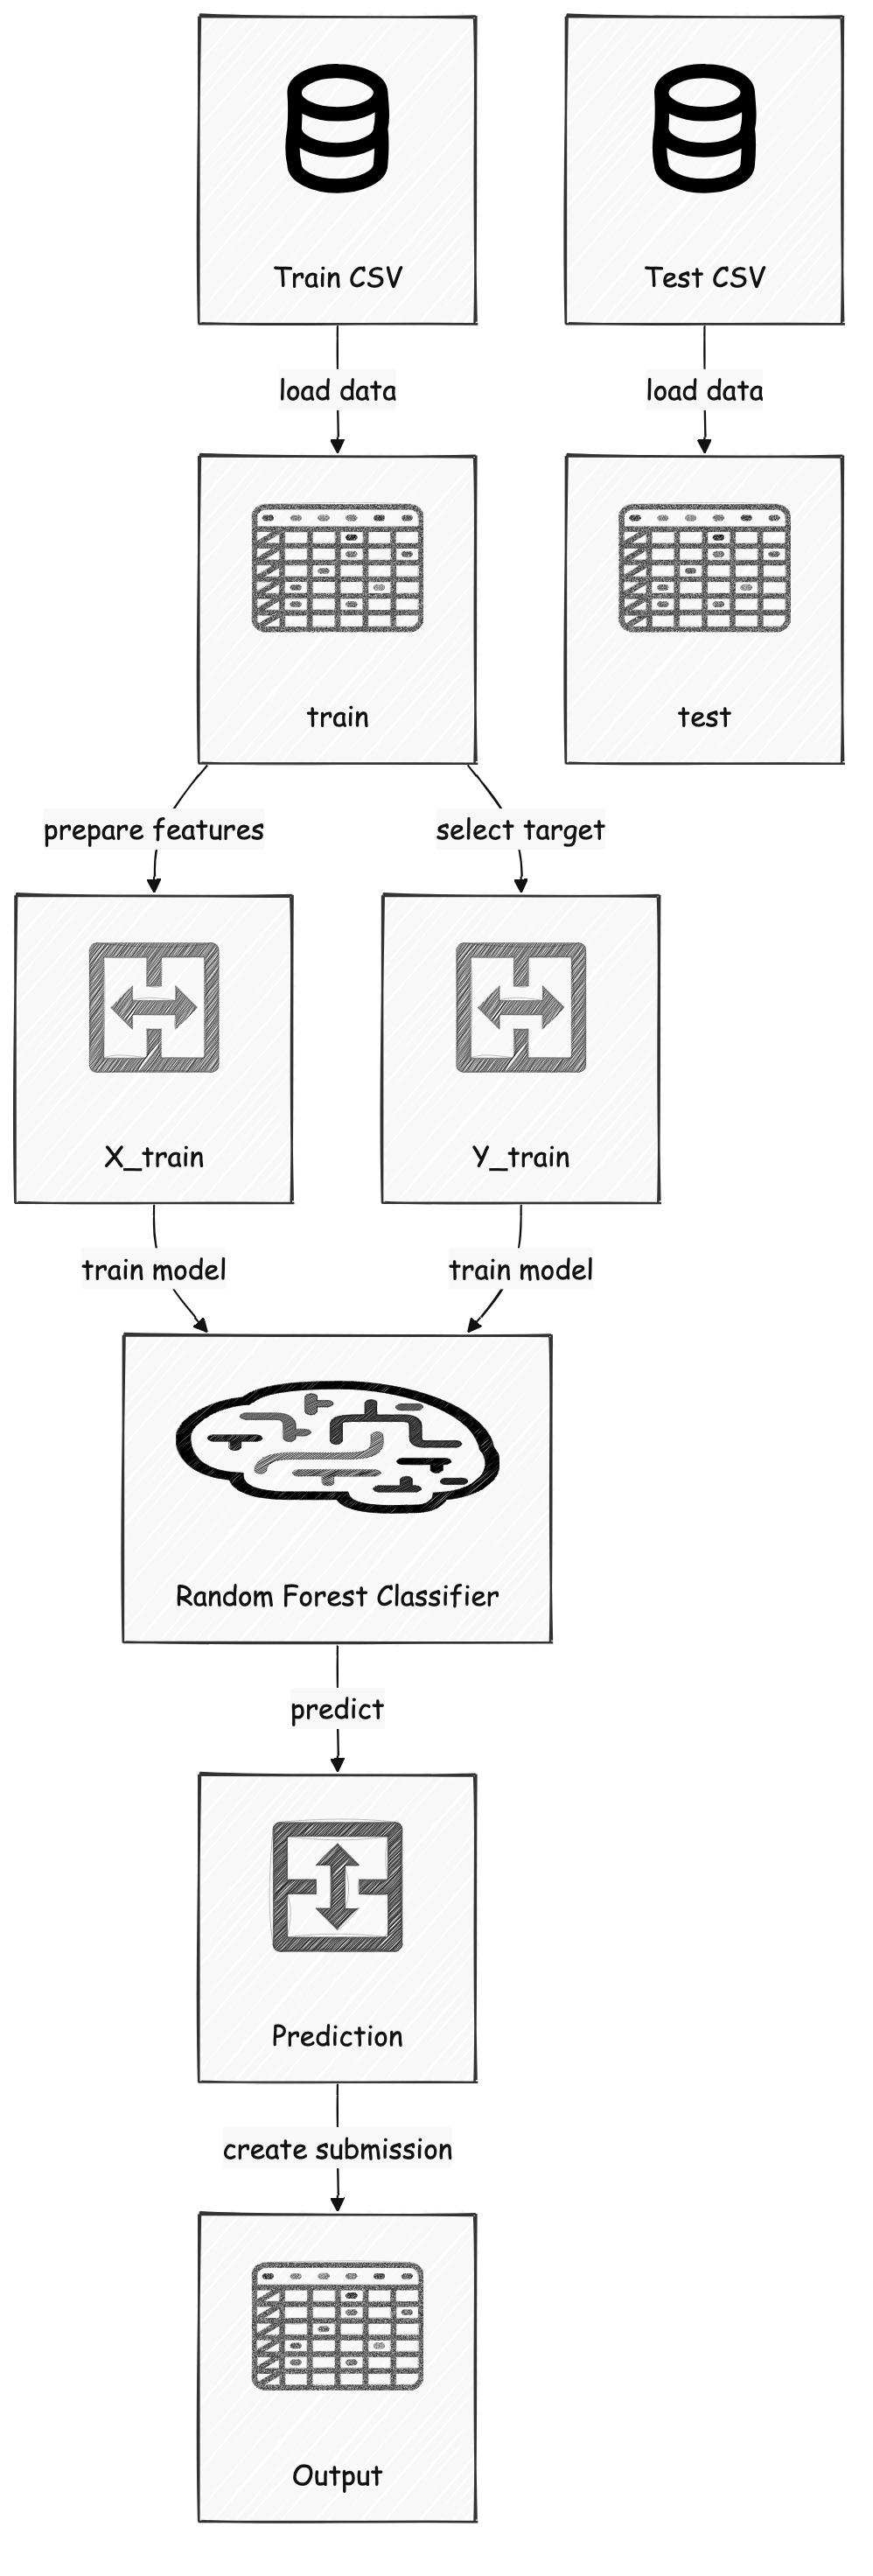 Train CSV
Test CSV
load data
load data
train
test
prepare features
select target
X_train
Y_train
train model
train model
Random Forest Classifier
predict
Prediction
create submission
Output